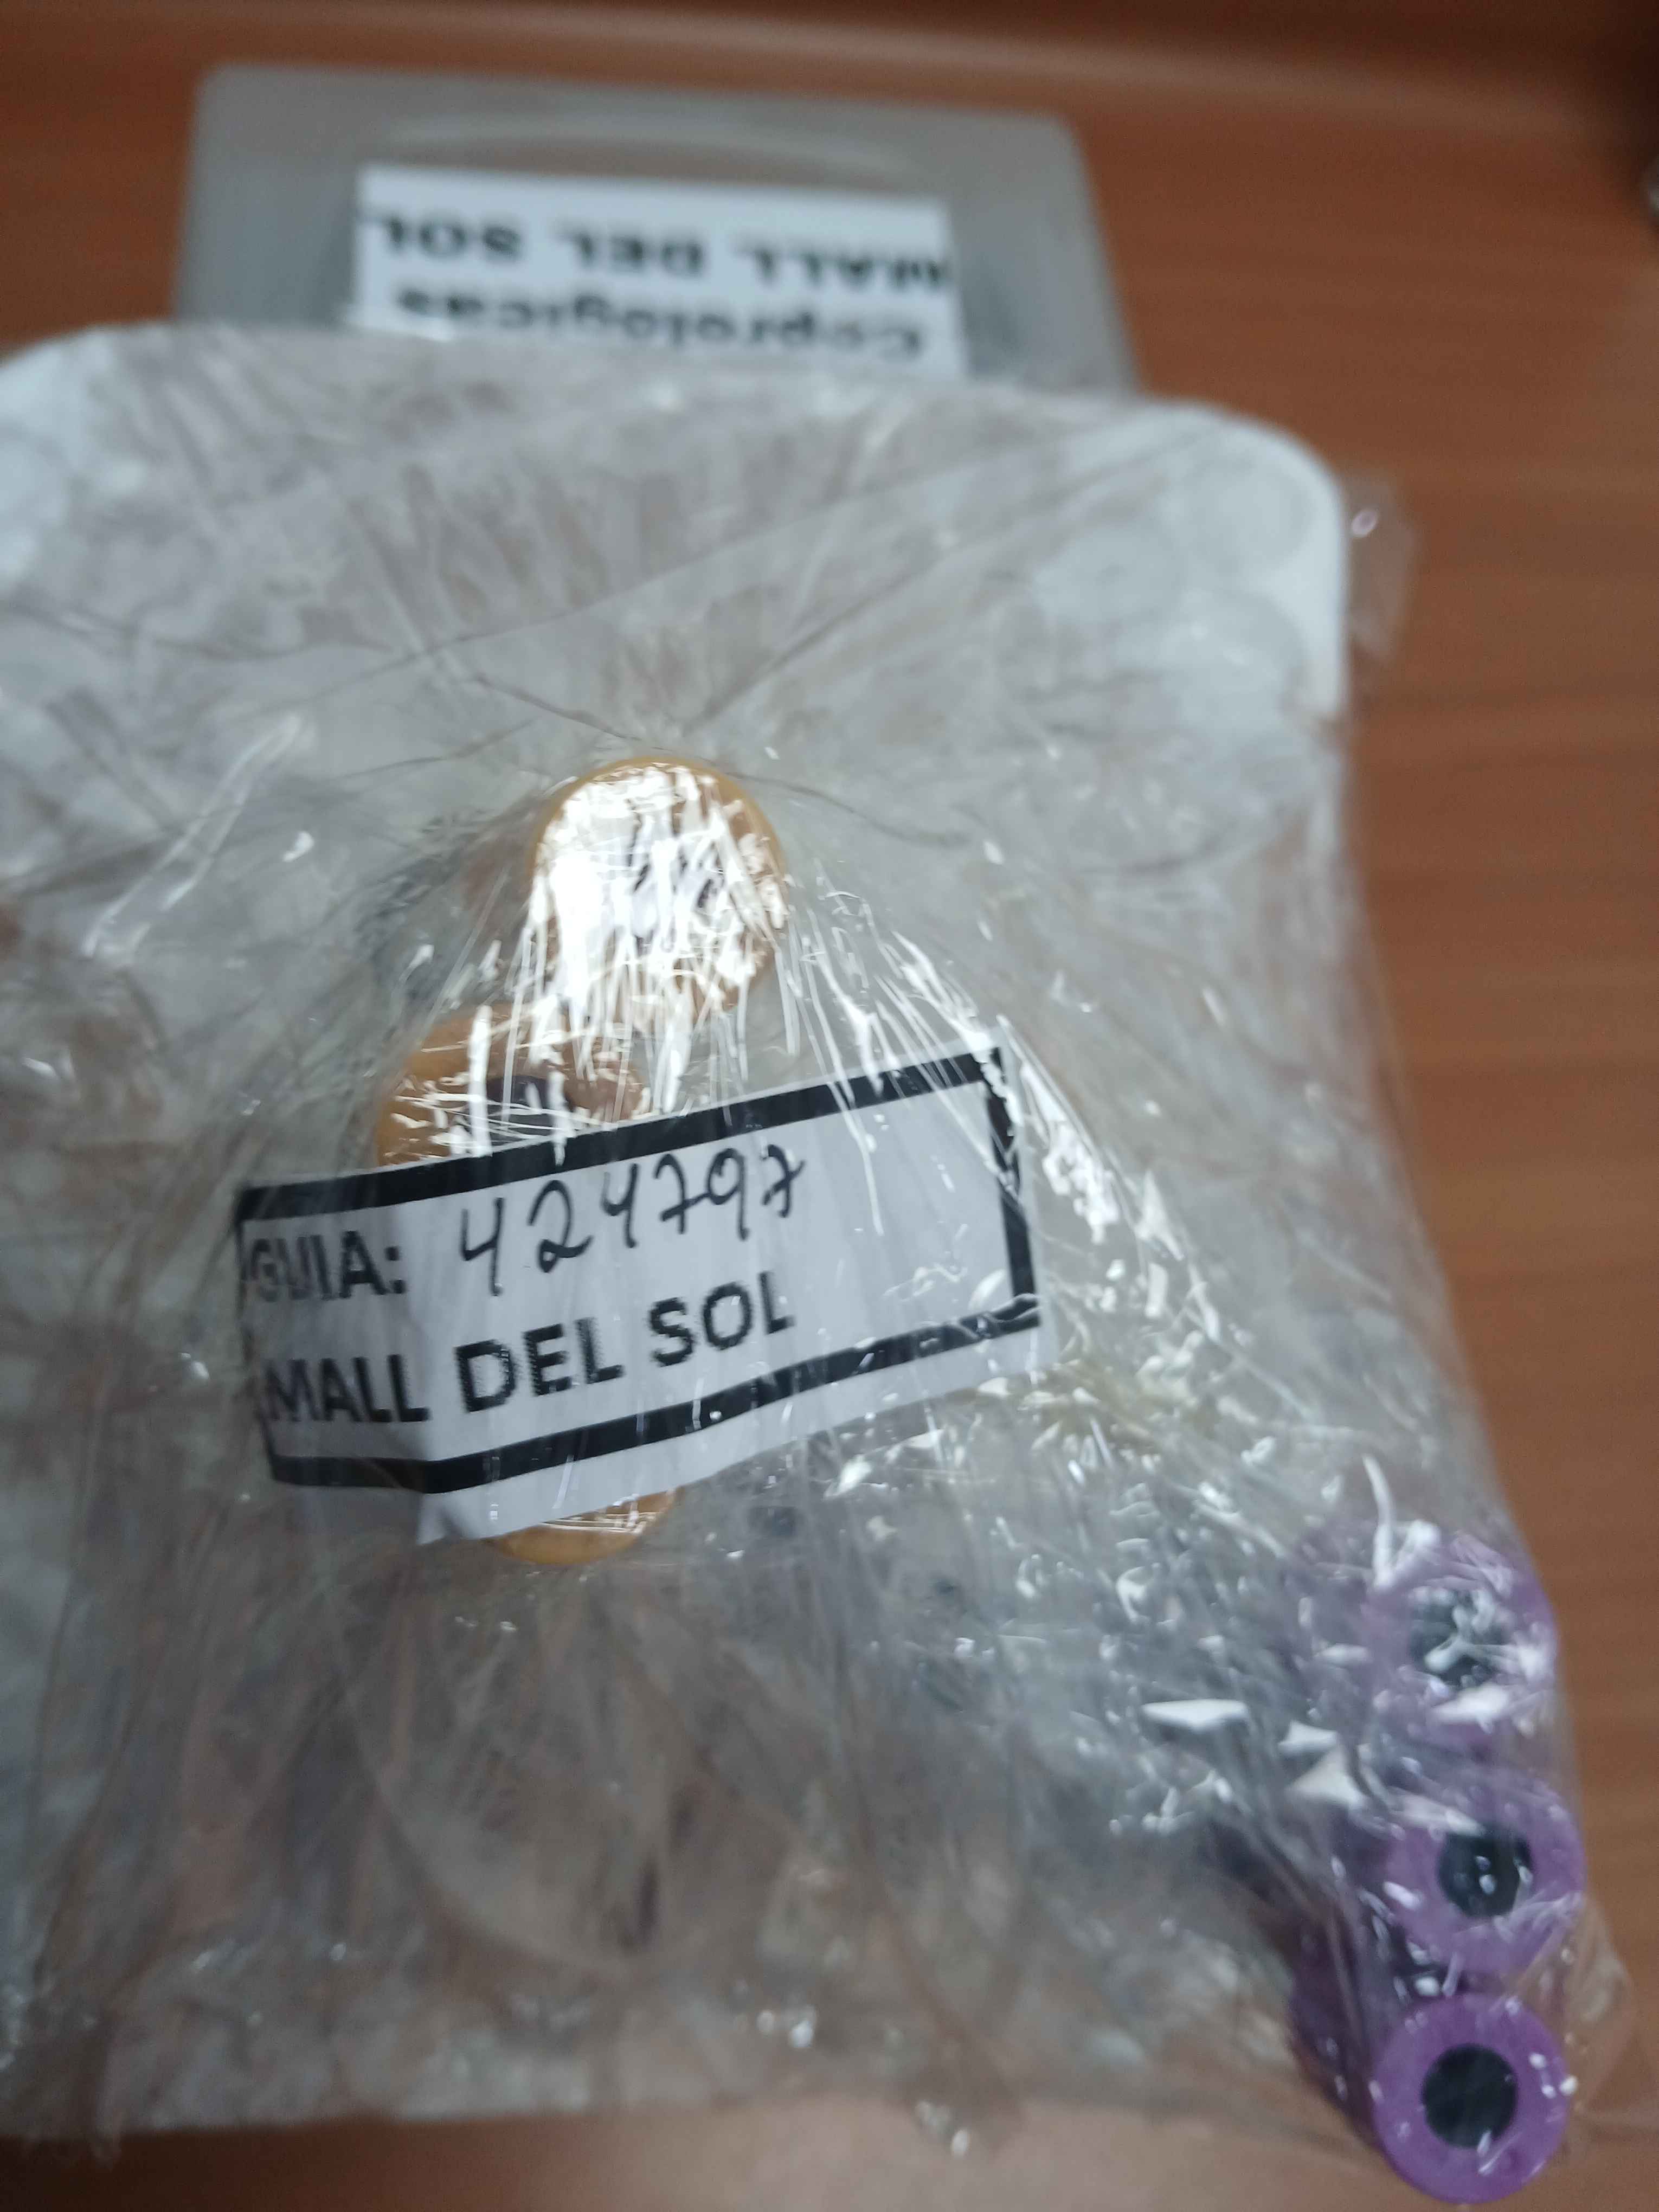 Coprologicas
MALL DEL SOL
GUIA: 424797
MALL DEL SOL